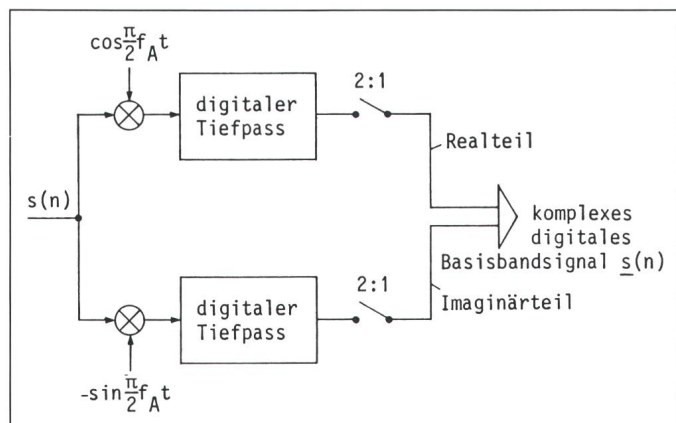 cos π/2 f_A t
2:1
digitaler
Tiefpass
Realteil
s(n)
komplexes
digitales
Basisbandsignal s(n)
2:1
digitaler
Tiefpass
Imaginärteil
-sin π/2 f_A t